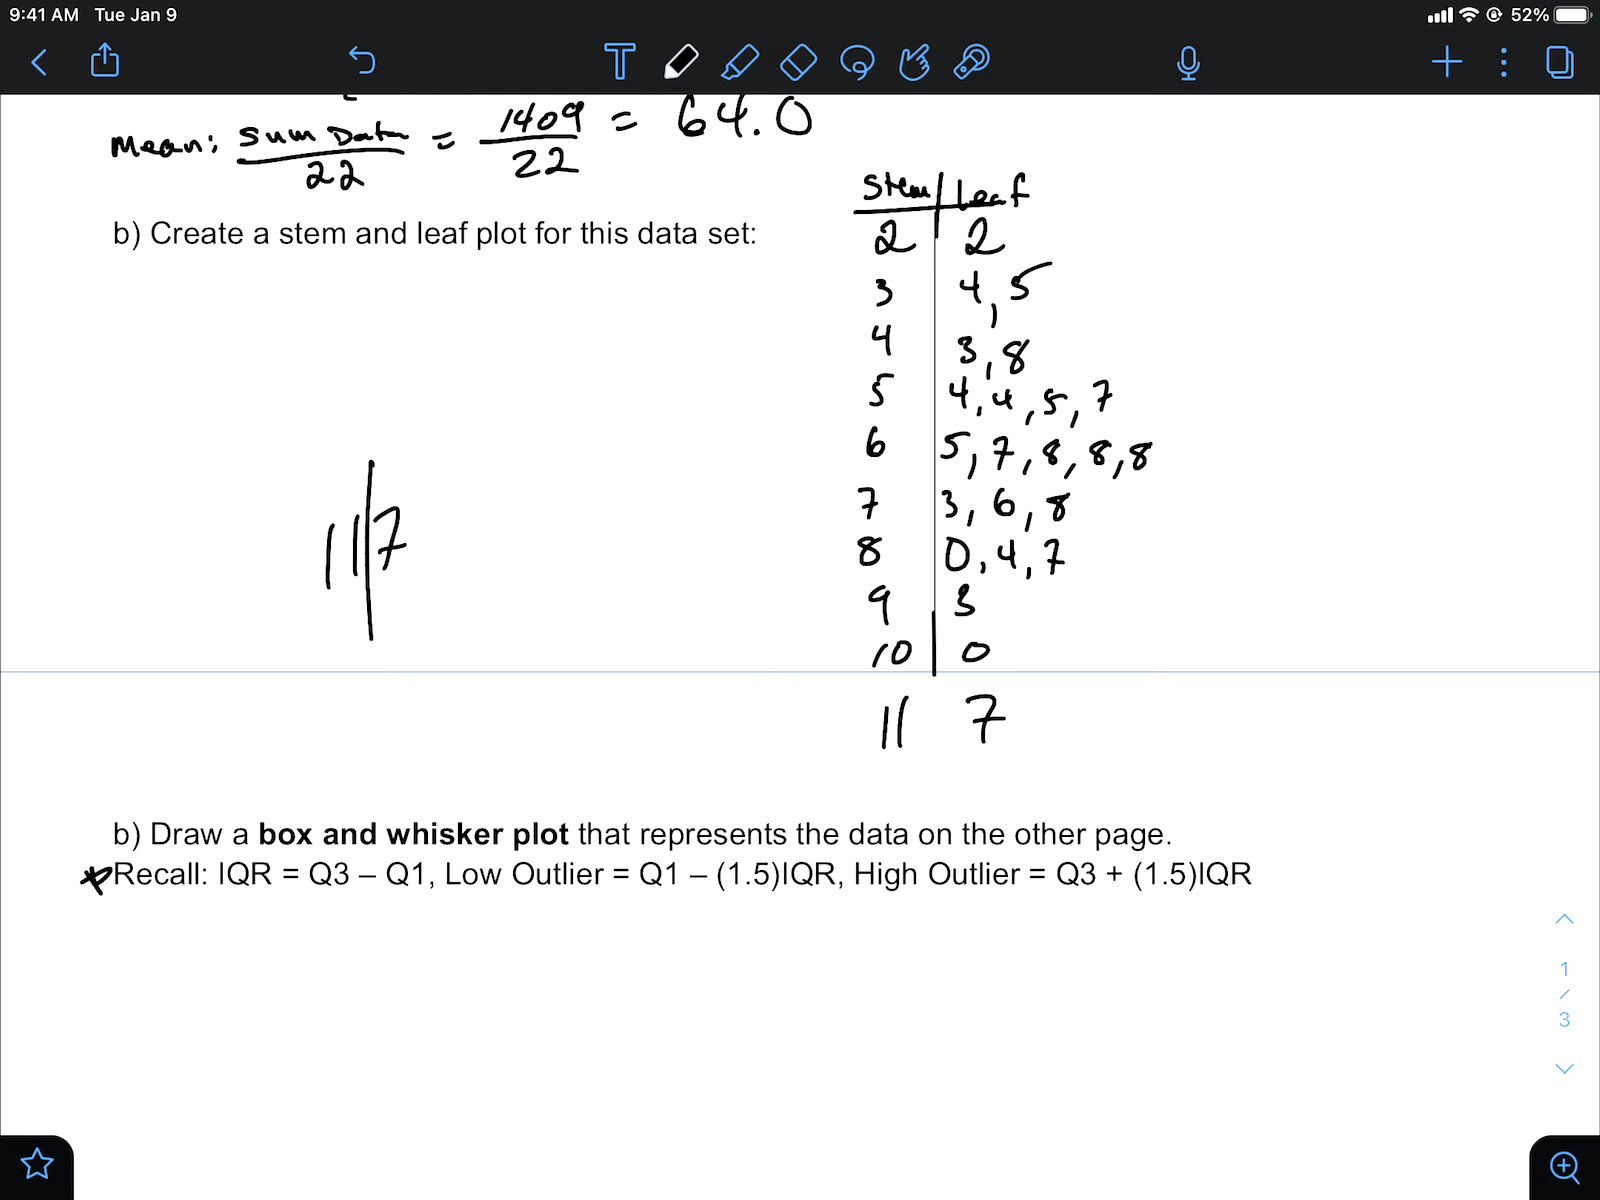 9:41 AM Tue Jan 9
52%
Mean: Sum Data / 22 = 1409 / 22 = 64.0
b) Create a stem and leaf plot for this data set:
Stem | Leaf
2 | 2
3 4, 5
4 3, 8
5 4, 4, 5, 7
6 5, 7, 8, 8, 8
7 3, 6, 8
8 0, 4, 7
9 3
10 | 0
11 7
11 | 7
b) Draw a box and whisker plot that represents the data on the other page.
*Recall: IQR = Q3 – Q1, Low Outlier = Q1 – (1.5)IQR, High Outlier = Q3 + (1.5)IQR
1
/
3